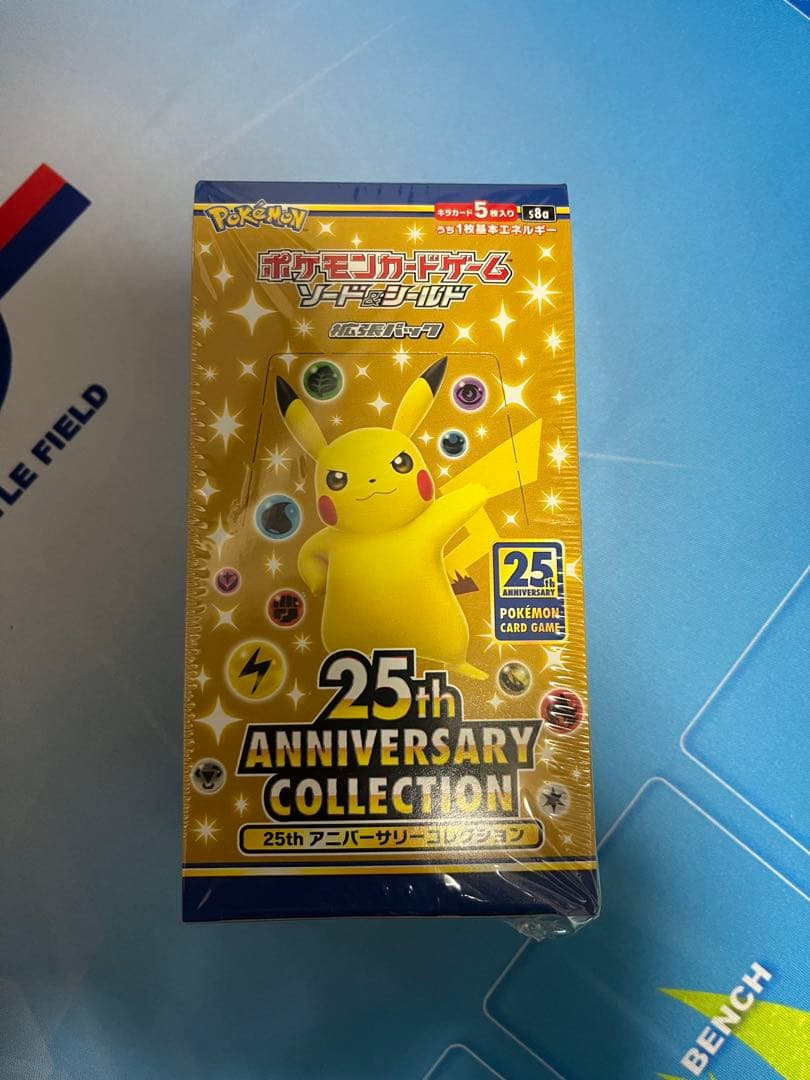 POKÉMON
キラカード5枚入り s8a
うち1枚基本エネルギー
ポケモンカードゲーム
ソード&シールド
拡張パック
25th
ANNIVERSARY
POKÉMON
CARD GAME
25th
ANNIVERSARY
COLLECTION
25th アニバーサリーコレクション
TLE FIELD
BENCH